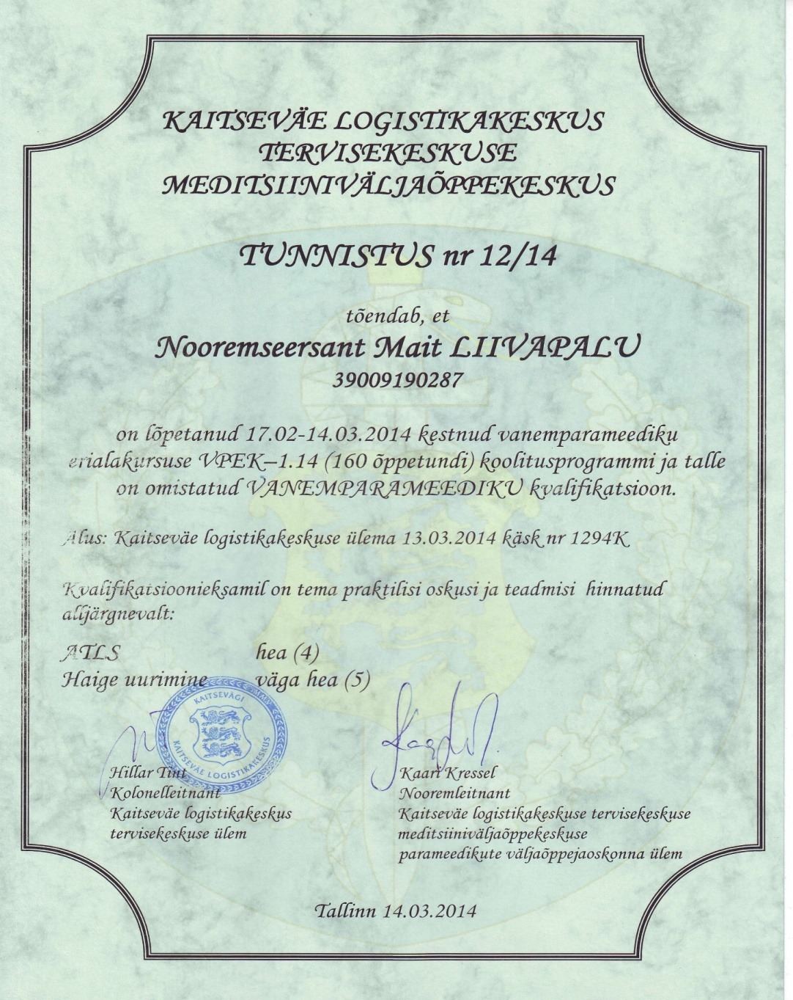 KAITSEVÄE LOGISTIKAKESKUS
TERVISEKESKUSE
MEDITSIINIVÄLJAÕPPEKESKUS
TUNNISTUS nr 12/14
tõendab, et
Nooremseersant Mait LIIVAPALU
39009190287
on lõpetanud 17.02-14.03.2014 kestnud vanemparameediku
erialakursuse VPEK–1.14 (160 õppetundi) koolitusprogrammi ja talle
on omistatud VANEMPARAMEEDIKU kvalifikatsioon.
Alus: Kaitseväe logistikakeskuse ülema 13.03.2014 käsk nr 1294K
Kvalifikatsioonieksamil on tema praktilisi oskusi ja teadmisi hinnatud
alljärgnevalt:
ATLS hea (4)
Haige uurimine väga hea (5)
KAITSEVÄGI
KAITSEVÄE LOGISTIKAKESKUS
Hillar Tint
Kolonelleitnant
Kaitseväe logistikakeskus
tervisekeskuse ülem
Kaari Kressel
Nooremleitnant
Kaitseväe logistikakeskuse tervisekeskuse
meditsiiniväljaõppekeskuse
parameedikute väljaõppejaoskonna ülem
Tallinn 14.03.2014